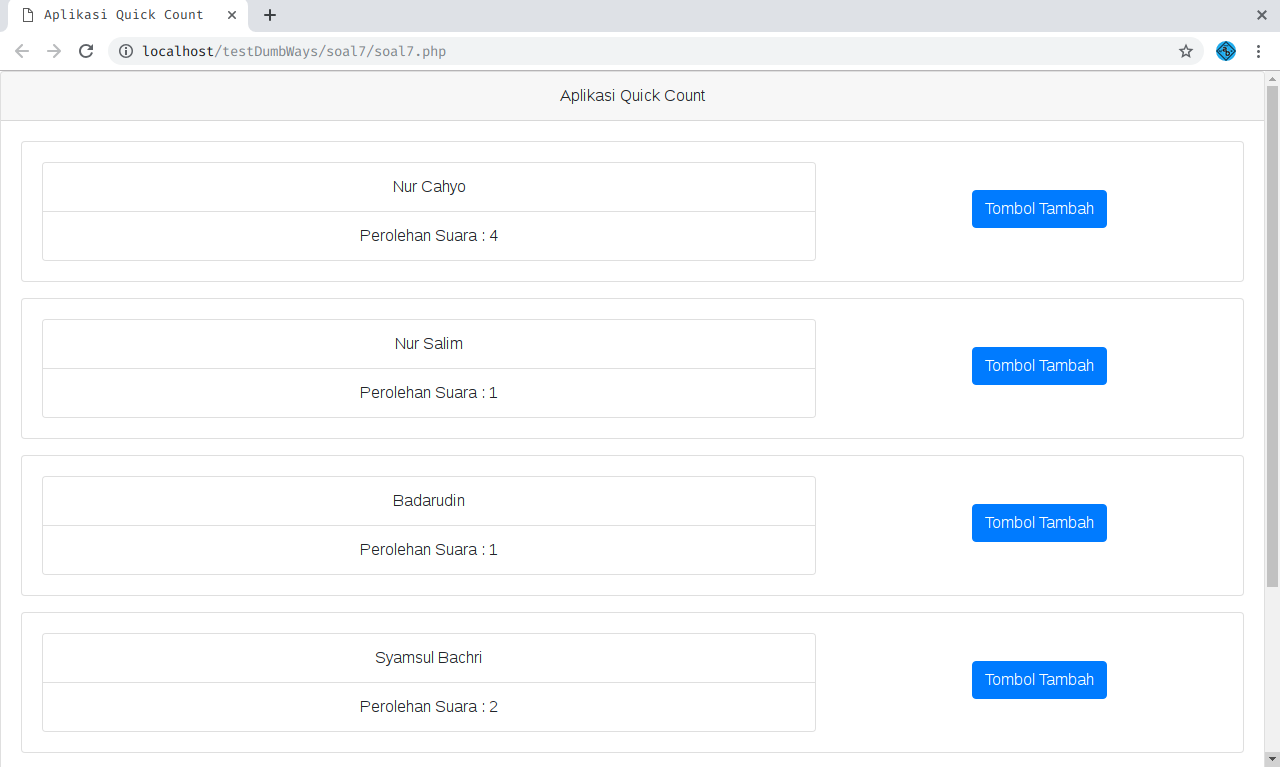 Aplikasi Quick Count
localhost/testDumbWays/soal7/soal7.php
Aplikasi Quick Count
Nur Cahyo
Perolehan Suara : 4
Tombol Tambah
Nur Salim
Perolehan Suara : 1
Tombol Tambah
Badarudin
Perolehan Suara : 1
Tombol Tambah
Syamsul Bachri
Perolehan Suara : 2
Tombol Tambah